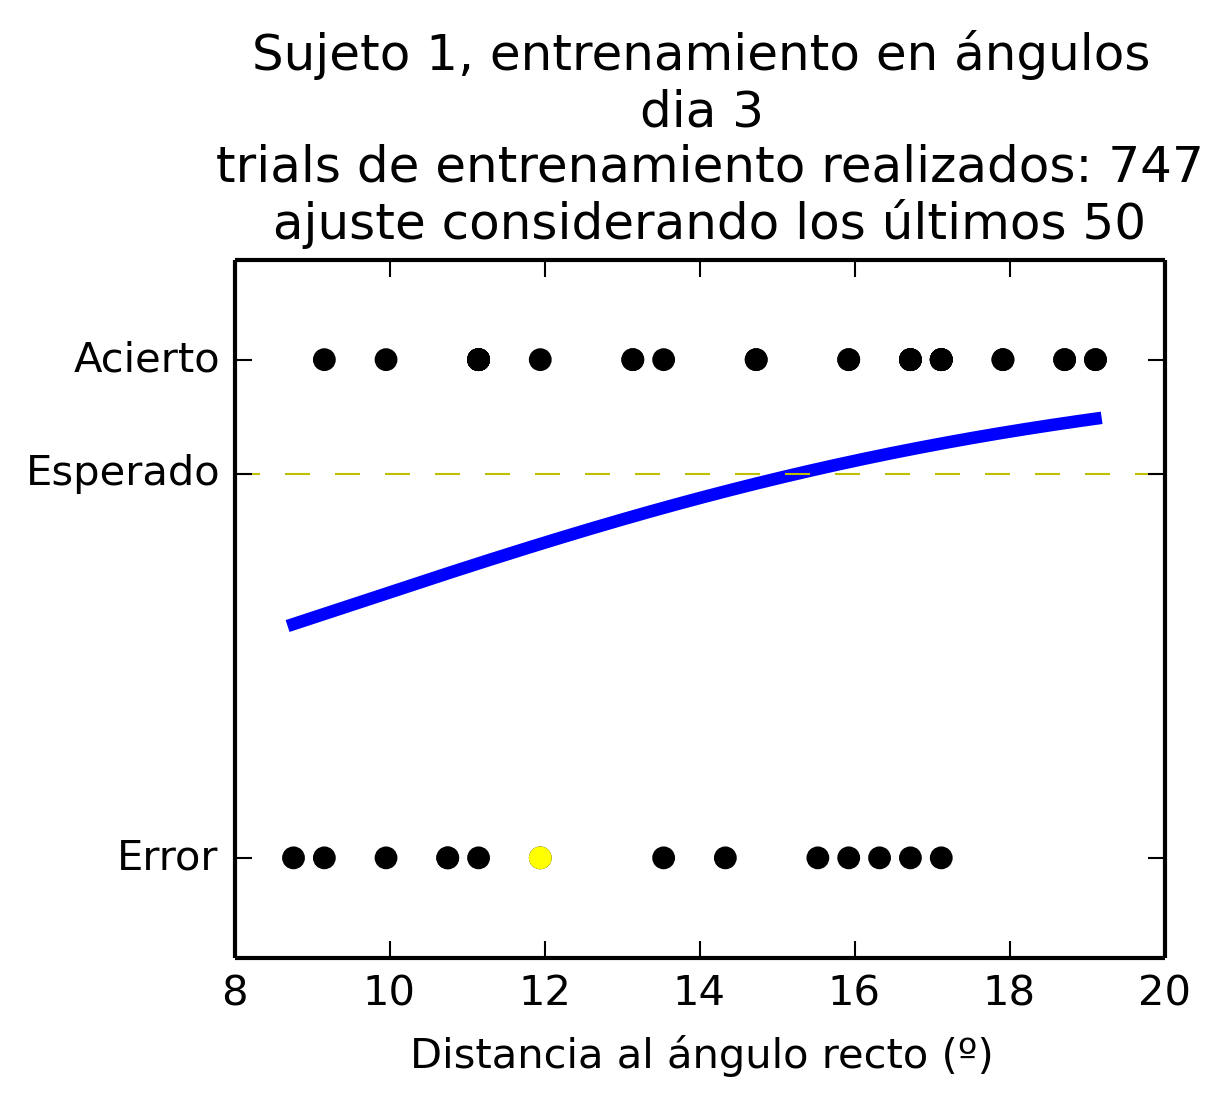 Sujeto 1, entrenamiento en ángulos
dia 3
trials de entrenamiento realizados: 747
ajuste considerando los últimos 50
Acierto
Esperado
Error
8 10 12 14 16 18 20
Distancia al ángulo recto (º)